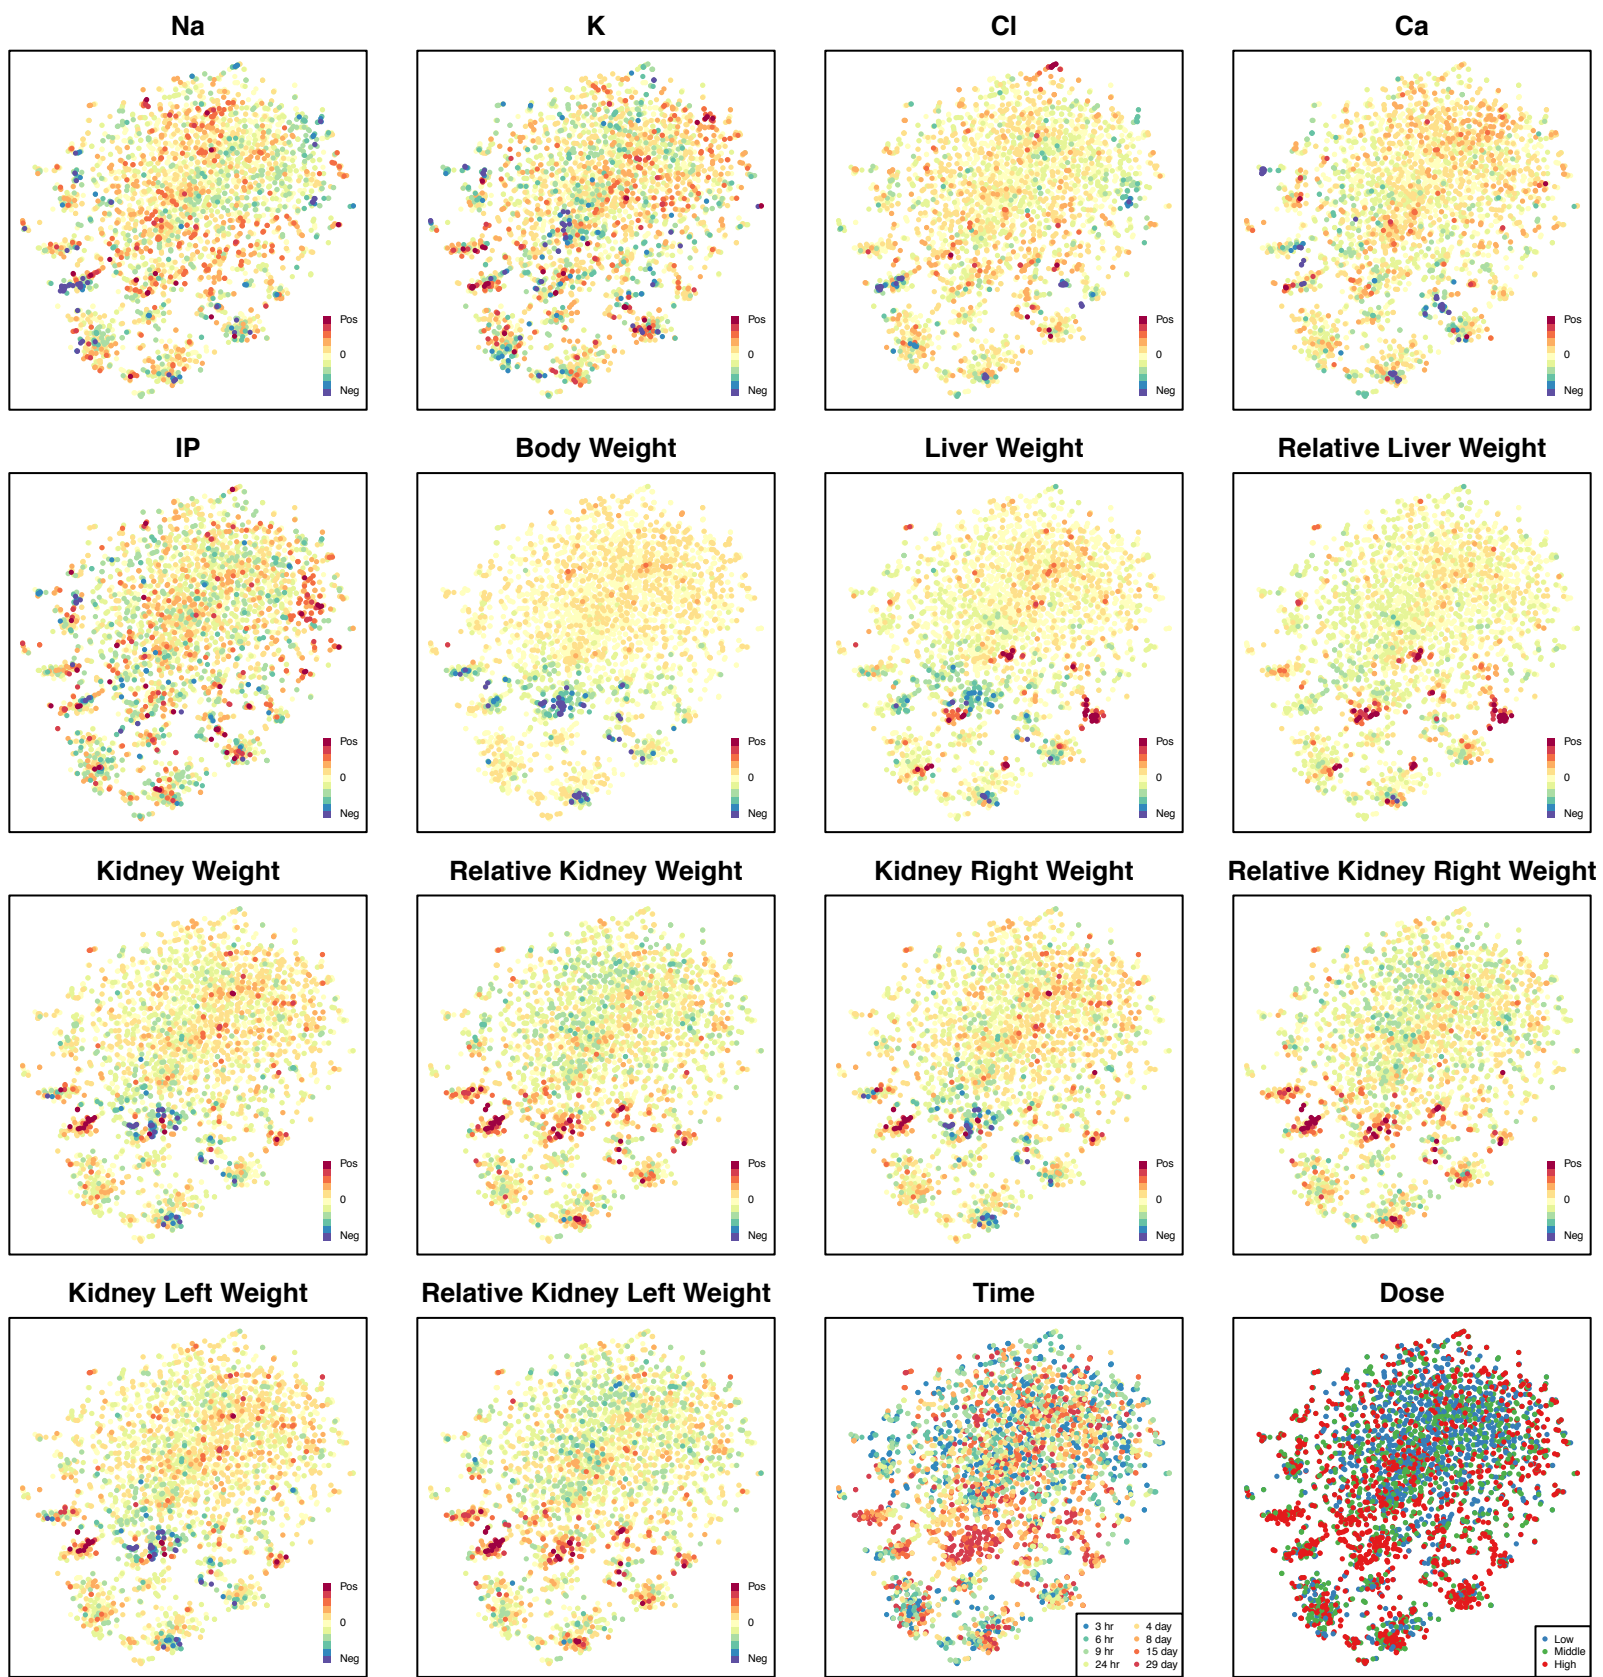 Na K Cl Ca
Pos Pos Pos Pos
0 0 0 0
Neg Neg Neg Neg
IP Body Weight Liver Weight Relative Liver Weight
Pos Pos Pos Pos
0 0 0 0
Neg Neg Neg Neg
Kidney Weight Relative Kidney Weight Kidney Right Weight Relative Kidney Right Weight
Pos Pos Pos Pos
0 0 0 0
Neg Neg Neg Neg
Kidney Left Weight Relative Kidney Left Weight Time Dose
Pos Pos
0 0
Neg Neg
3 hr 4 day
6 hr 8 day
9 hr 15 day
24 hr 29 day
Low
Middle
High